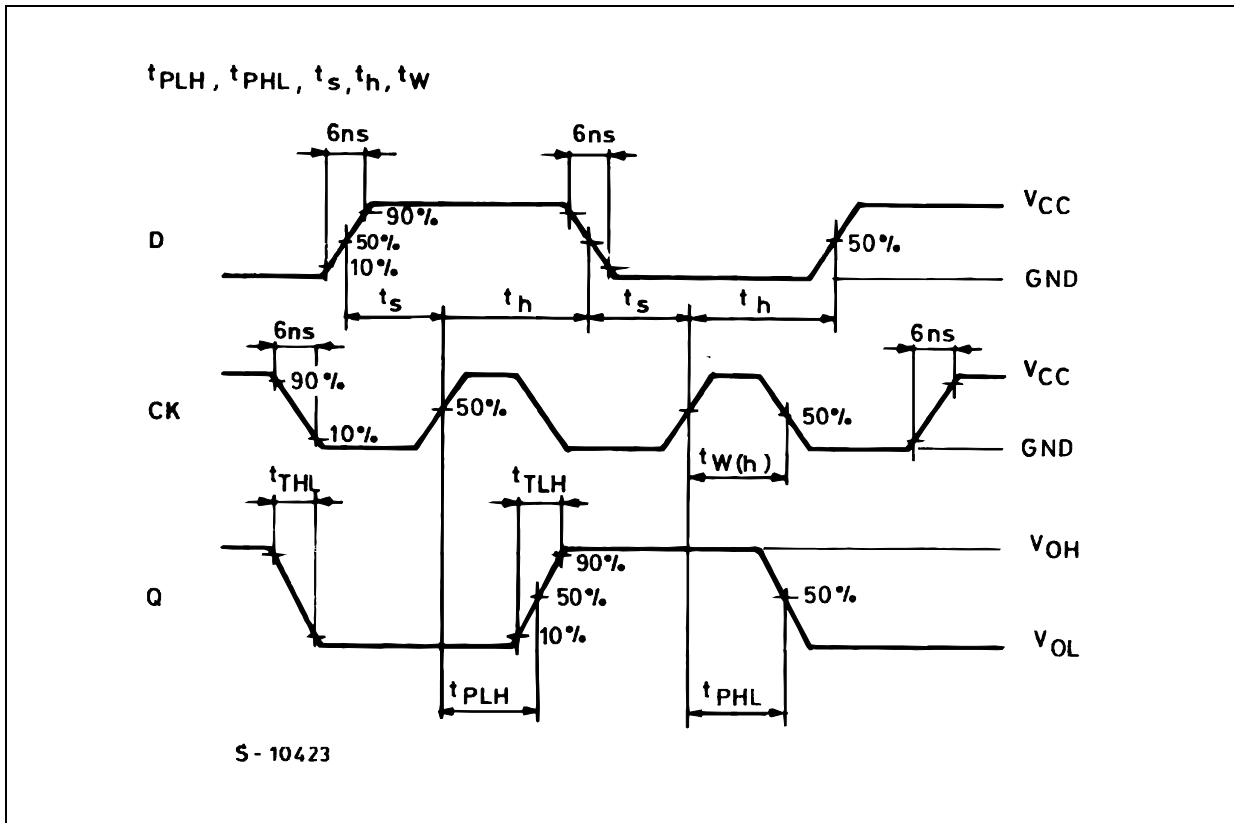 tPLH, tPHL, ts, th, tW
6ns 6ns
VCC
90%
D 50% 50%
10%
GND
ts th ts th
6ns 6ns
VCC
90%
CK 50% 50%
10%
GND
tW(h)
tTHL tTLH
VOH
90%
Q 50% 50%
10%
VOL
tPLH tPHL
S - 10423